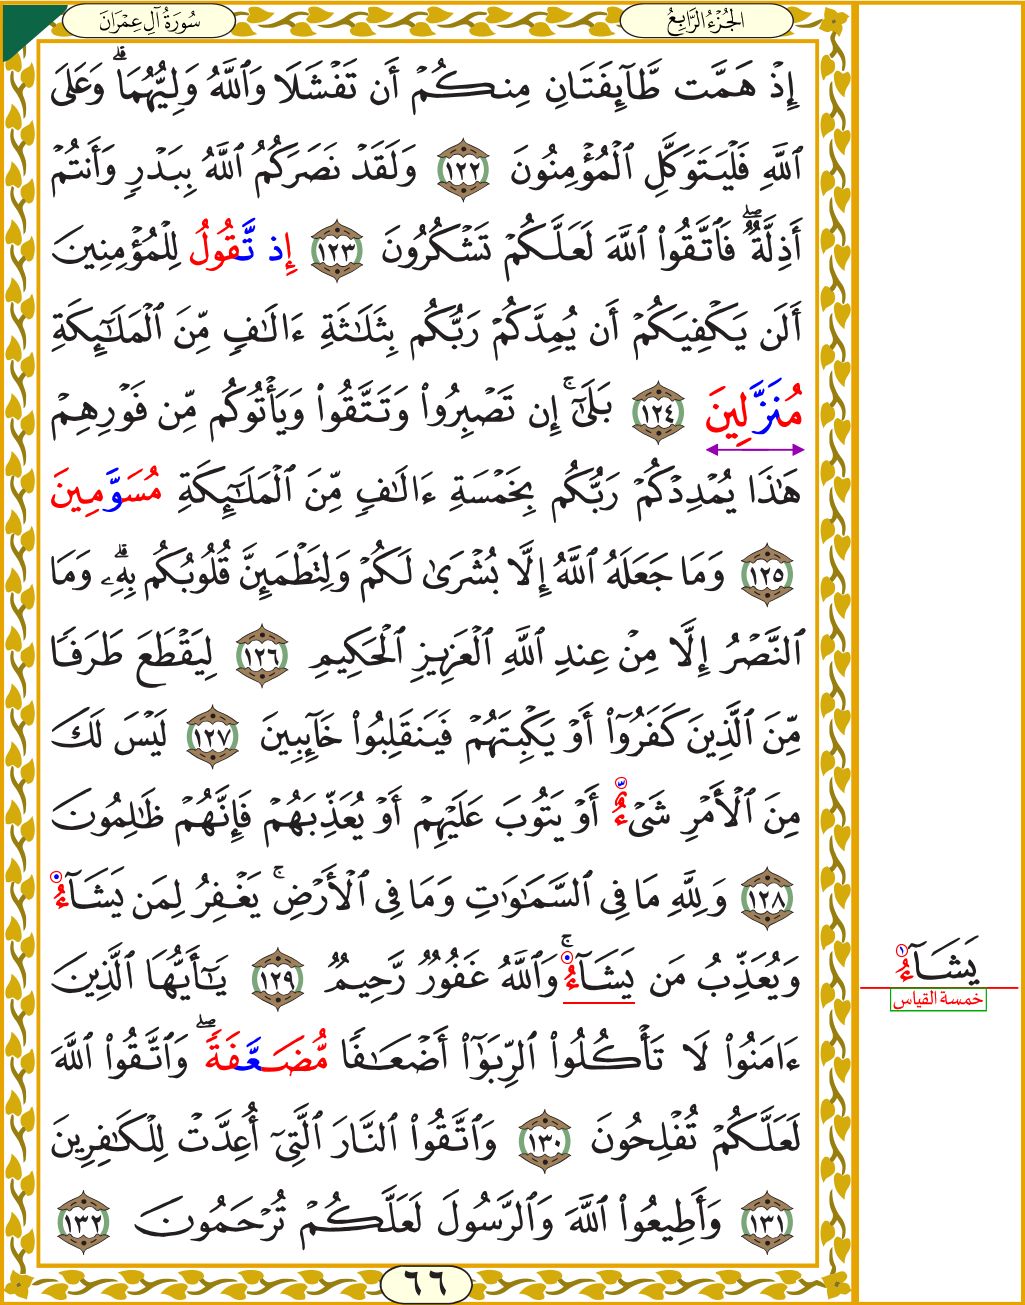 سُورَةُ آلِ عِمْرَانَ
الجُزْءُ الرَّابِعُ
إِذْ هَمَّت طَّآئِفَتَانِ مِنكُمْ أَن تَفْشَلَا وَٱللَّهُ وَلِيُّهُمَاۗ وَعَلَى
ٱللَّهِ فَلْيَتَوَكَّلِ ٱلْمُؤْمِنُونَ ١٢٢ وَلَقَدْ نَصَرَكُمُ ٱللَّهُ بِبَدْرٍ وَأَنتُمْ
أَذِلَّةٌۖ فَٱتَّقُوا۟ ٱللَّهَ لَعَلَّكُمْ تَشْكُرُونَ ١٢٣ إِذ تَّقُولُ لِلْمُؤْمِنِينَ
أَلَن يَكْفِيَكُمْ أَن يُمِدَّكُمْ رَبُّكُم بِثَلَـٰثَةِ ءَالَـٰفٍ مِّنَ ٱلْمَلَـٰٓئِكَةِ
مُنَزَّلِينَ ١٢٤ بَلَىٰٓۚ إِن تَصْبِرُوا۟ وَتَتَّقُوا۟ وَيَأْتُوكُم مِّن فَوْرِهِمْ
هَـٰذَا يُمْدِدْكُمْ رَبُّكُم بِخَمْسَةِ ءَالَـٰفٍ مِّنَ ٱلْمَلَـٰٓئِكَةِ مُسَوَّمِينَ
١٢٥ وَمَا جَعَلَهُ ٱللَّهُ إِلَّا بُشْرَىٰ لَكُمْ وَلِتَطْمَئِنَّ قُلُوبُكُم بِهِۦۗ وَمَا
ٱلنَّصْرُ إِلَّا مِنْ عِندِ ٱللَّهِ ٱلْعَزِيزِ ٱلْحَكِيمِ ١٢٦ لِيَقْطَعَ طَرَفًا
مِّنَ ٱلَّذِينَ كَفَرُوٓا۟ أَوْ يَكْبِتَهُمْ فَيَنقَلِبُوا۟ خَآئِبِينَ ١٢٧ لَيْسَ لَكَ
مِنَ ٱلْأَمْرِ شَىْءٌ أَوْ يَتُوبَ عَلَيْهِمْ أَوْ يُعَذِّبَهُمْ فَإِنَّهُمْ ظَـٰلِمُونَ
١٢٨ وَلِلَّهِ مَا فِى ٱلسَّمَـٰوَٰتِ وَمَا فِى ٱلْأَرْضِۚ يَغْفِرُ لِمَن يَشَآءُ
وَيُعَذِّبُ مَن يَشَآءُۚ وَٱللَّهُ غَفُورٌ رَّحِيمٌ ١٢٩ يَـٰٓأَيُّهَا ٱلَّذِينَ
ءَامَنُوا۟ لَا تَأْكُلُوا۟ ٱلرِّبَوٰٓا۟ أَضْعَـٰفًا مُّضَعَّفَةًۖ وَٱتَّقُوا۟ ٱللَّهَ
لَعَلَّكُمْ تُفْلِحُونَ ١٣٠ وَٱتَّقُوا۟ ٱلنَّارَ ٱلَّتِىٓ أُعِدَّتْ لِلْكَـٰفِرِينَ
١٣١ وَأَطِيعُوا۟ ٱللَّهَ وَٱلرَّسُولَ لَعَلَّكُمْ تُرْحَمُونَ ١٣٢
٦٦
يَشَآءُ ١
خمسة القياس